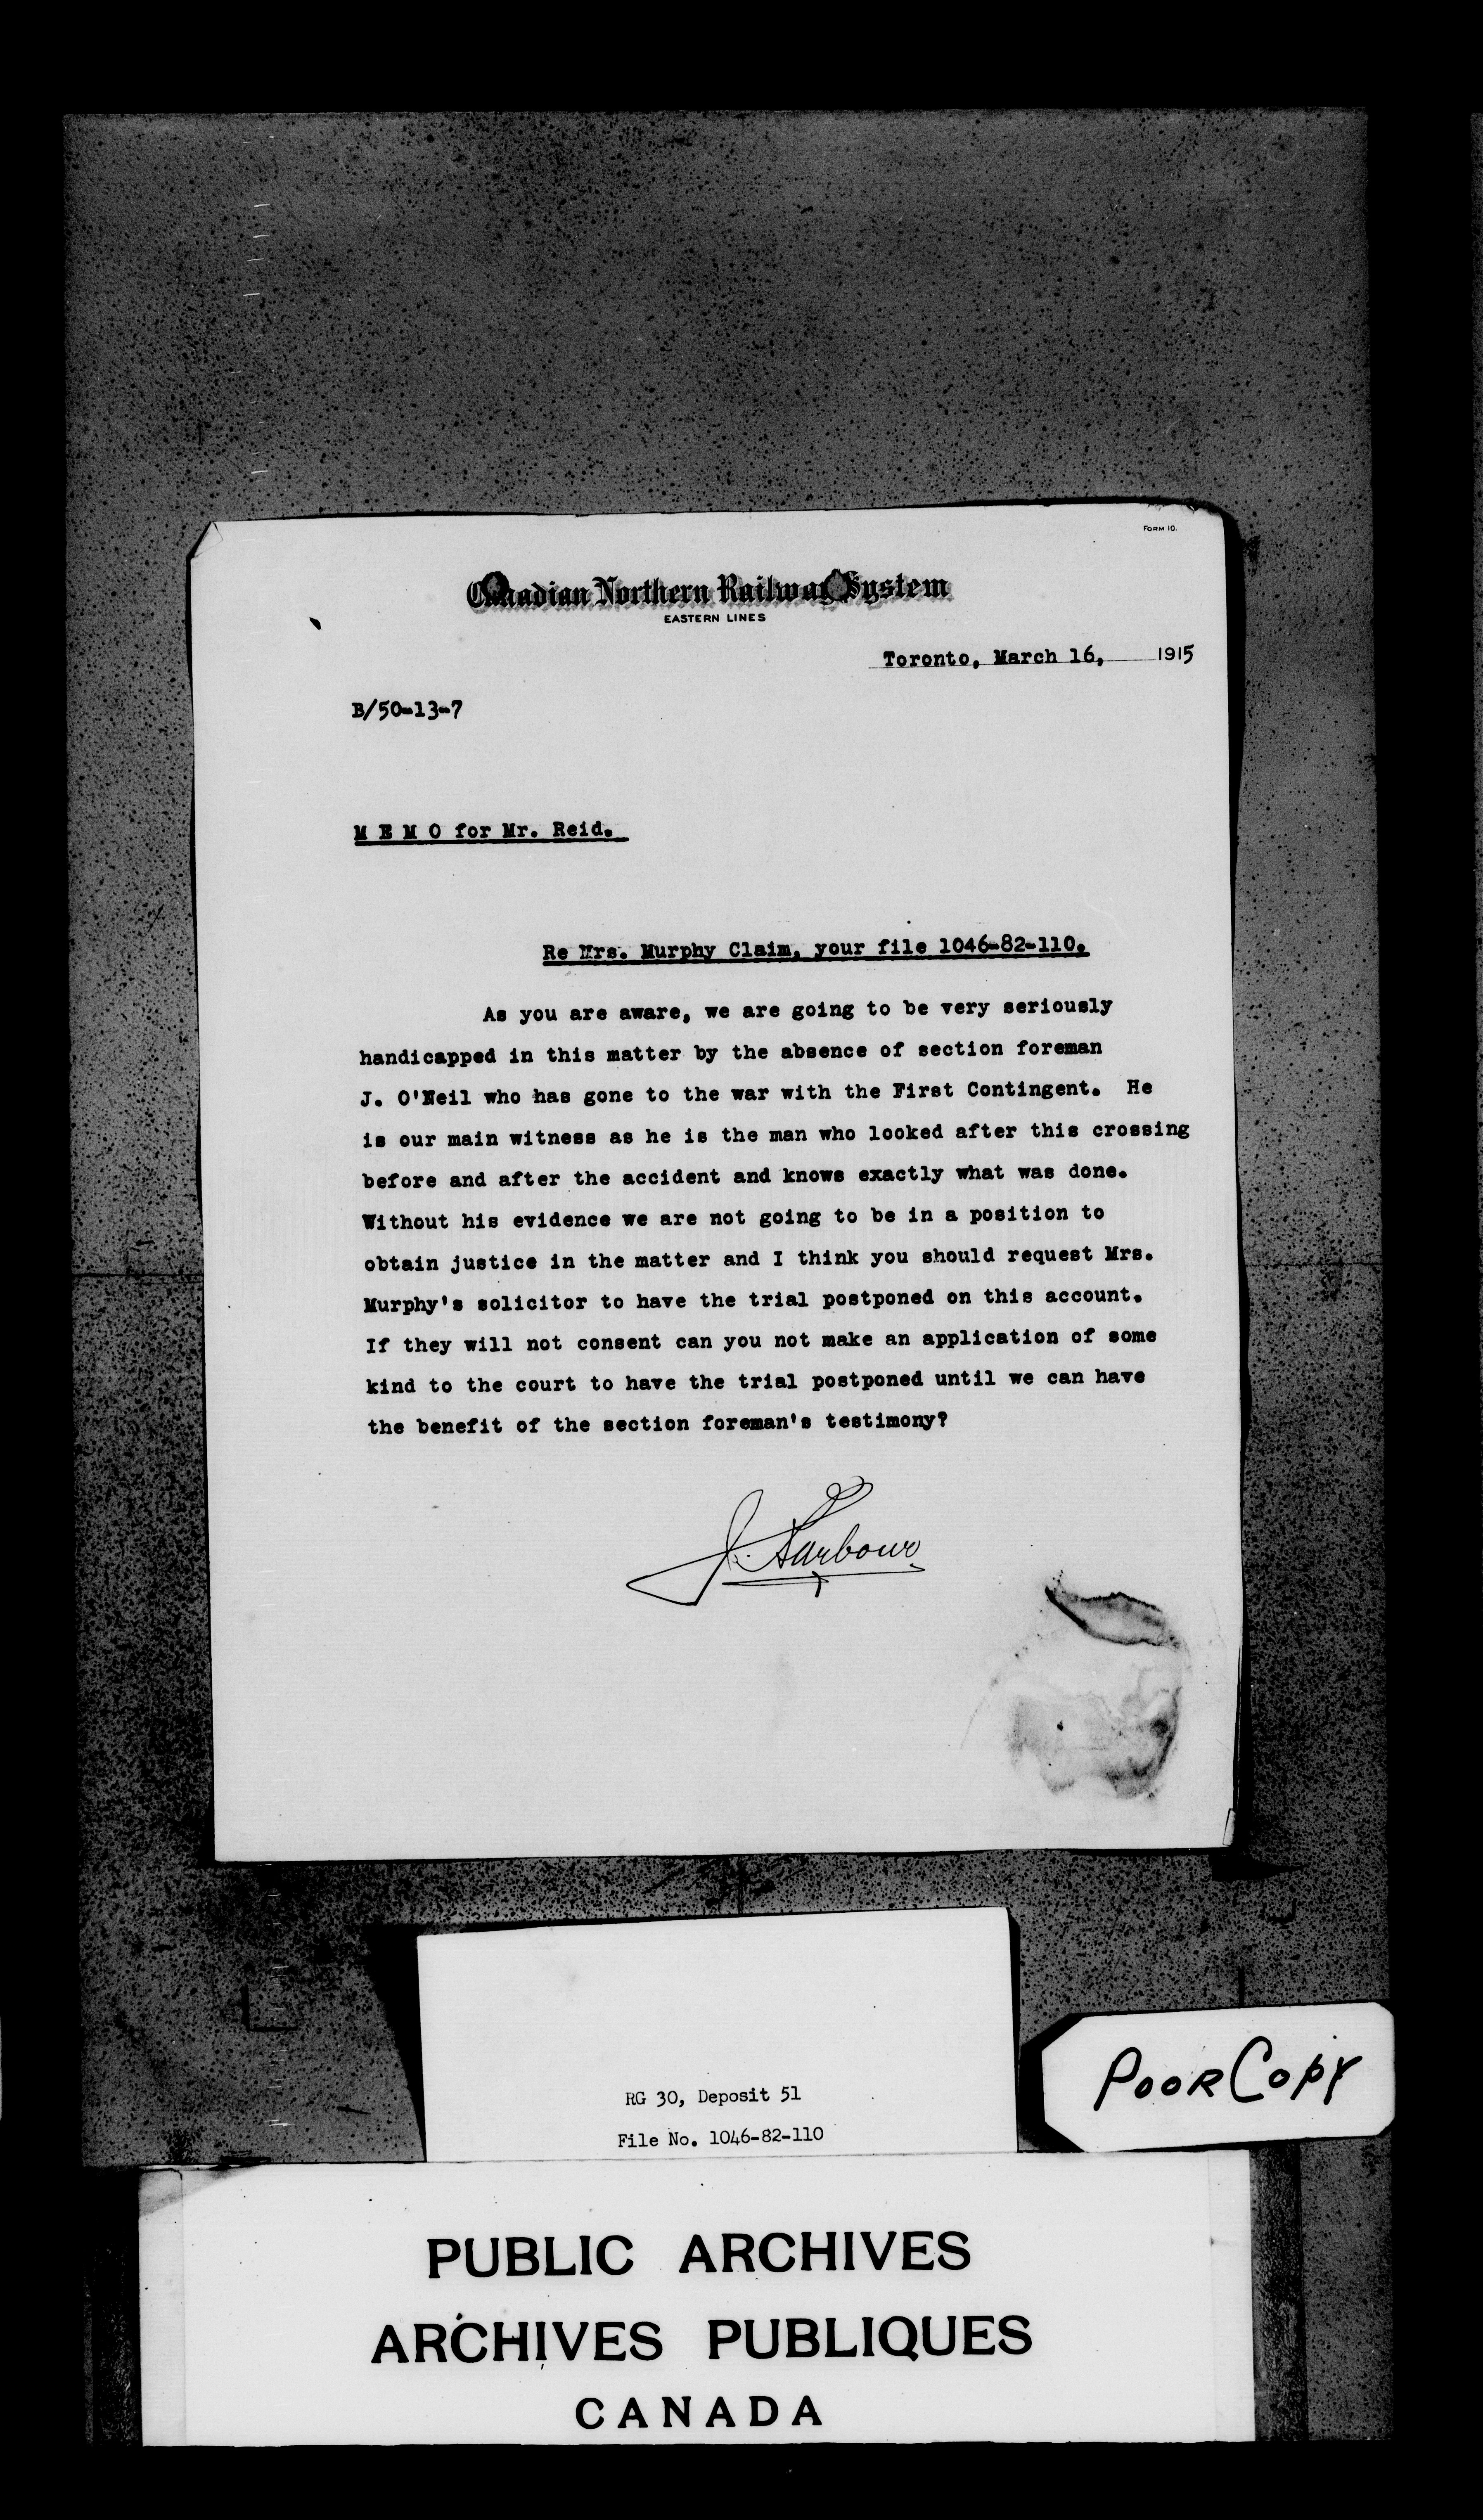 FORM 10.
Canadian Northern Railway System
EASTERN LINES
Toronto, March 16, 1915
B/50-13-7
M E M O for Mr. Reid.
Re Mrs. Murphy Claim, your file 1046-82-110.
As you are aware, we are going to be very seriously
handicapped in this matter by the absence of section foreman
J. O'Neil who has gone to the war with the First Contingent. He
is our main witness as he is the man who looked after this crossing
before and after the accident and knows exactly what was done.
Without his evidence we are not going to be in a position to
obtain justice in the matter and I think you should request Mrs.
Murphy's solicitor to have the trial postponed on this account.
If they will not consent can you not make an application of some
kind to the court to have the trial postponed until we can have
the benefit of the section foreman's testimony?
RG 30, Deposit 51
File No. 1046-82-110
POOR COPY
PUBLIC ARCHIVES
ARCHIVES PUBLIQUES
CANADA